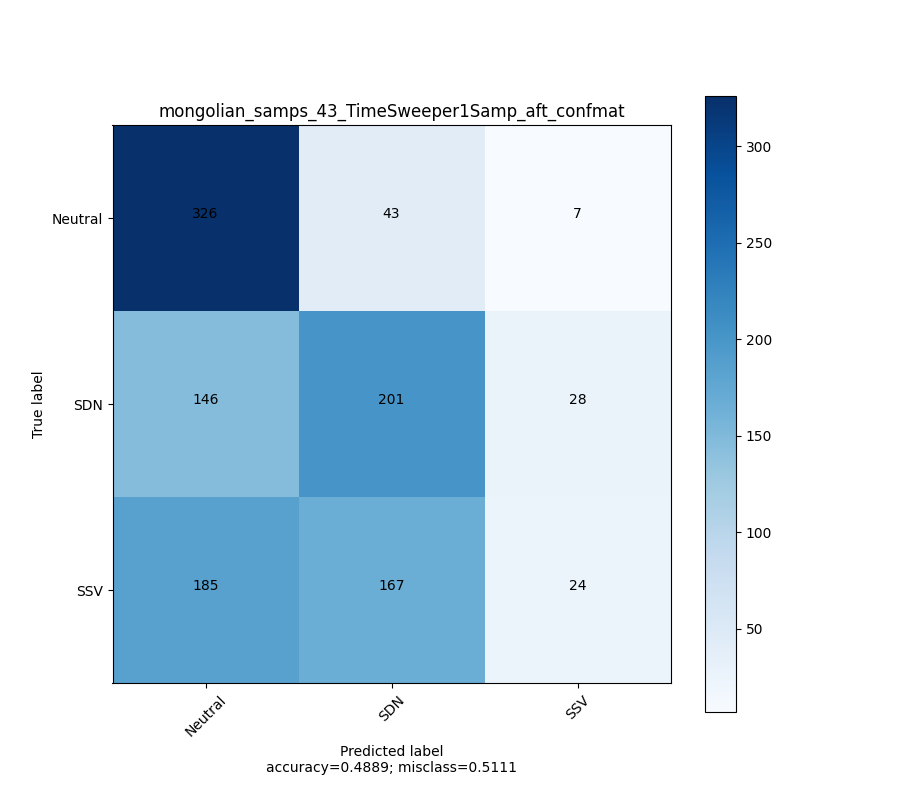 mongolian_samps_43_TimeSweeper1Samp_aft_confmat
Neutral 326 43 7
SDN 146 201 28
SSV 185 167 24
True label
Neutral SDN SSV
Predicted label
accuracy=0.4889; misclass=0.5111
300
250
200
150
100
50